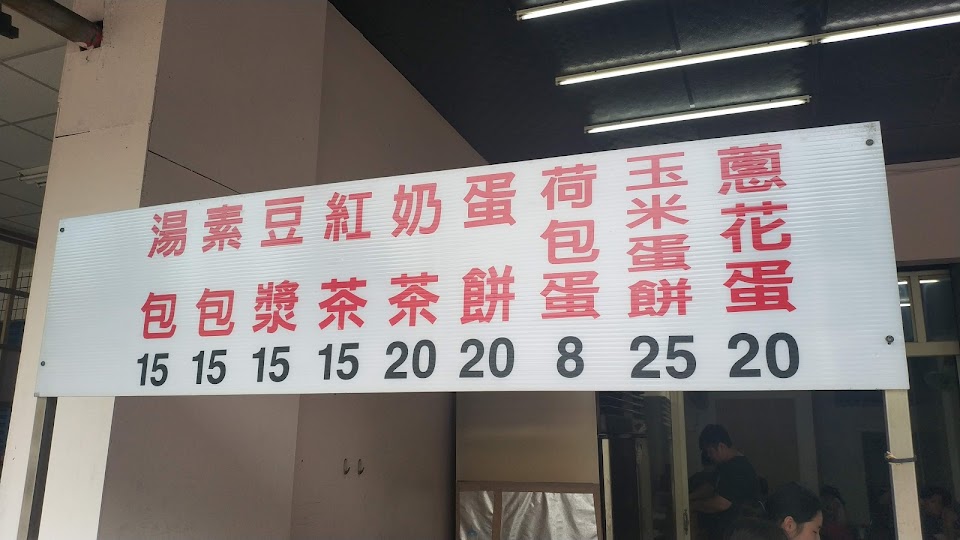 蔥花蛋 20
玉米蛋餅 25
荷包蛋 8
蛋餅 20
奶茶 20
紅茶 15
豆漿 15
素包 15
湯包 15